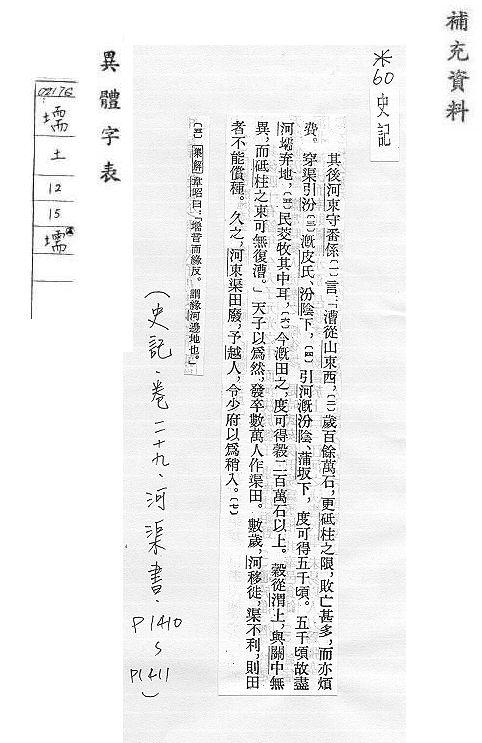 補充資料
*60 史記
其後河東守番係〔一〕言:「漕從山東西,〔二〕歲百餘萬石,更砥柱之限,敗亡甚多,而亦煩
費。穿渠引汾〔三〕溉皮氏、汾陰下,〔四〕引河溉汾陰、蒲坂下,度可得五千頃。五千頃故盡
河壖弃地,〔五〕民茭牧其中耳,〔六〕今溉田之,度可得穀二百萬石以上。穀從渭上,與關中無
異,而砥柱之東可無復漕。」天子以為然,發卒數萬人作渠田。數歲,河移徙,渠不利,則田
者不能償種。久之,河東渠田廢,予越人,令少府以為稍入。〔七〕
〔五〕集解韋昭曰:「壖音而緣反。謂緣河邊地也。」
(史記.卷二十九.河渠書.
P1410
~
P1411)
異體字表
02176
壖
土
12
15
壖